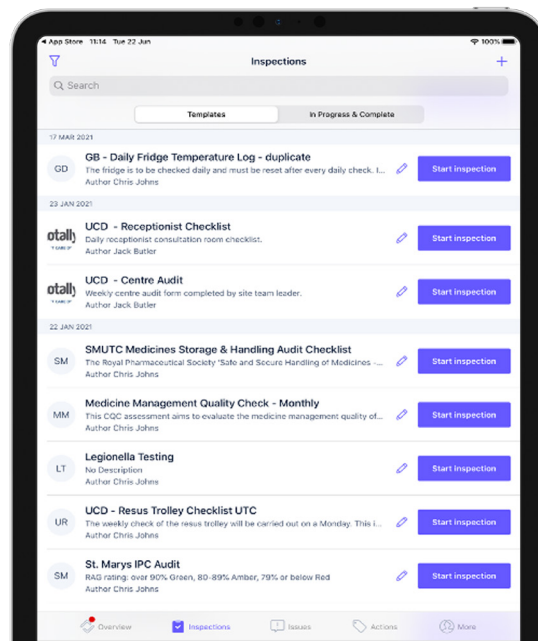 App Store 11:14 Tue 22 Jun 100%
Inspections
Search
Templates In Progress & Complete
17 MAR 2021
GD
GB - Daily Fridge Temperature Log - duplicate
The fridge is to be checked daily and must be reset after every daily check. I...
Author Chris Johns
Start inspection
23 JAN 2021
otally
UCD - Receptionist Checklist
Daily receptionist consultation room checklist.
Author Jack Butler
Start inspection
otally
UCD - Centre Audit
Weekly centre audit form completed by site team leader.
Author Jack Butler
Start inspection
22 JAN 2021
SM
SMUTC Medicines Storage & Handling Audit Checklist
The Royal Pharmaceutical Society 'Safe and Secure Handling of Medicines -...
Author Chris Johns
Start inspection
MM
Medicine Management Quality Check - Monthly
This CQC assessment aims to evaluate the medicine management quality of...
Author Chris Johns
Start inspection
LT
Legionella Testing
No Description
Author Chris Johns
Start inspection
UR
UCD - Resus Trolley Checklist UTC
The weekly check of the resus trolley will be carried out on a Monday. This i...
Author Chris Johns
Start inspection
SM
St. Marys IPC Audit
RAG rating: over 90% Green, 80-89% Amber, 79% or below Red
Author Chris Johns
Start inspection
Overview Inspections Issues Actions More